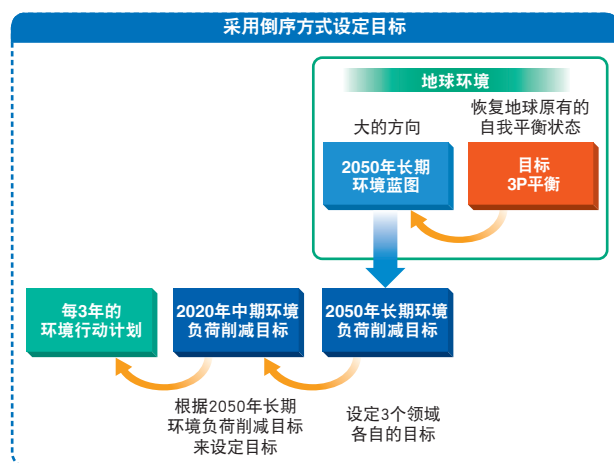 采用倒序方式设定目标
地球环境
大的方向
恢复地球原有的
自我平衡状态
2050年长期
环境蓝图
目标
3P平衡
每3年的
环境行动计划
2020年中期环境
负荷削减目标
2050年长期环境
负荷削减目标
根据2050年长期
环境负荷削减目标
来设定目标
设定3个领域
各自的目标